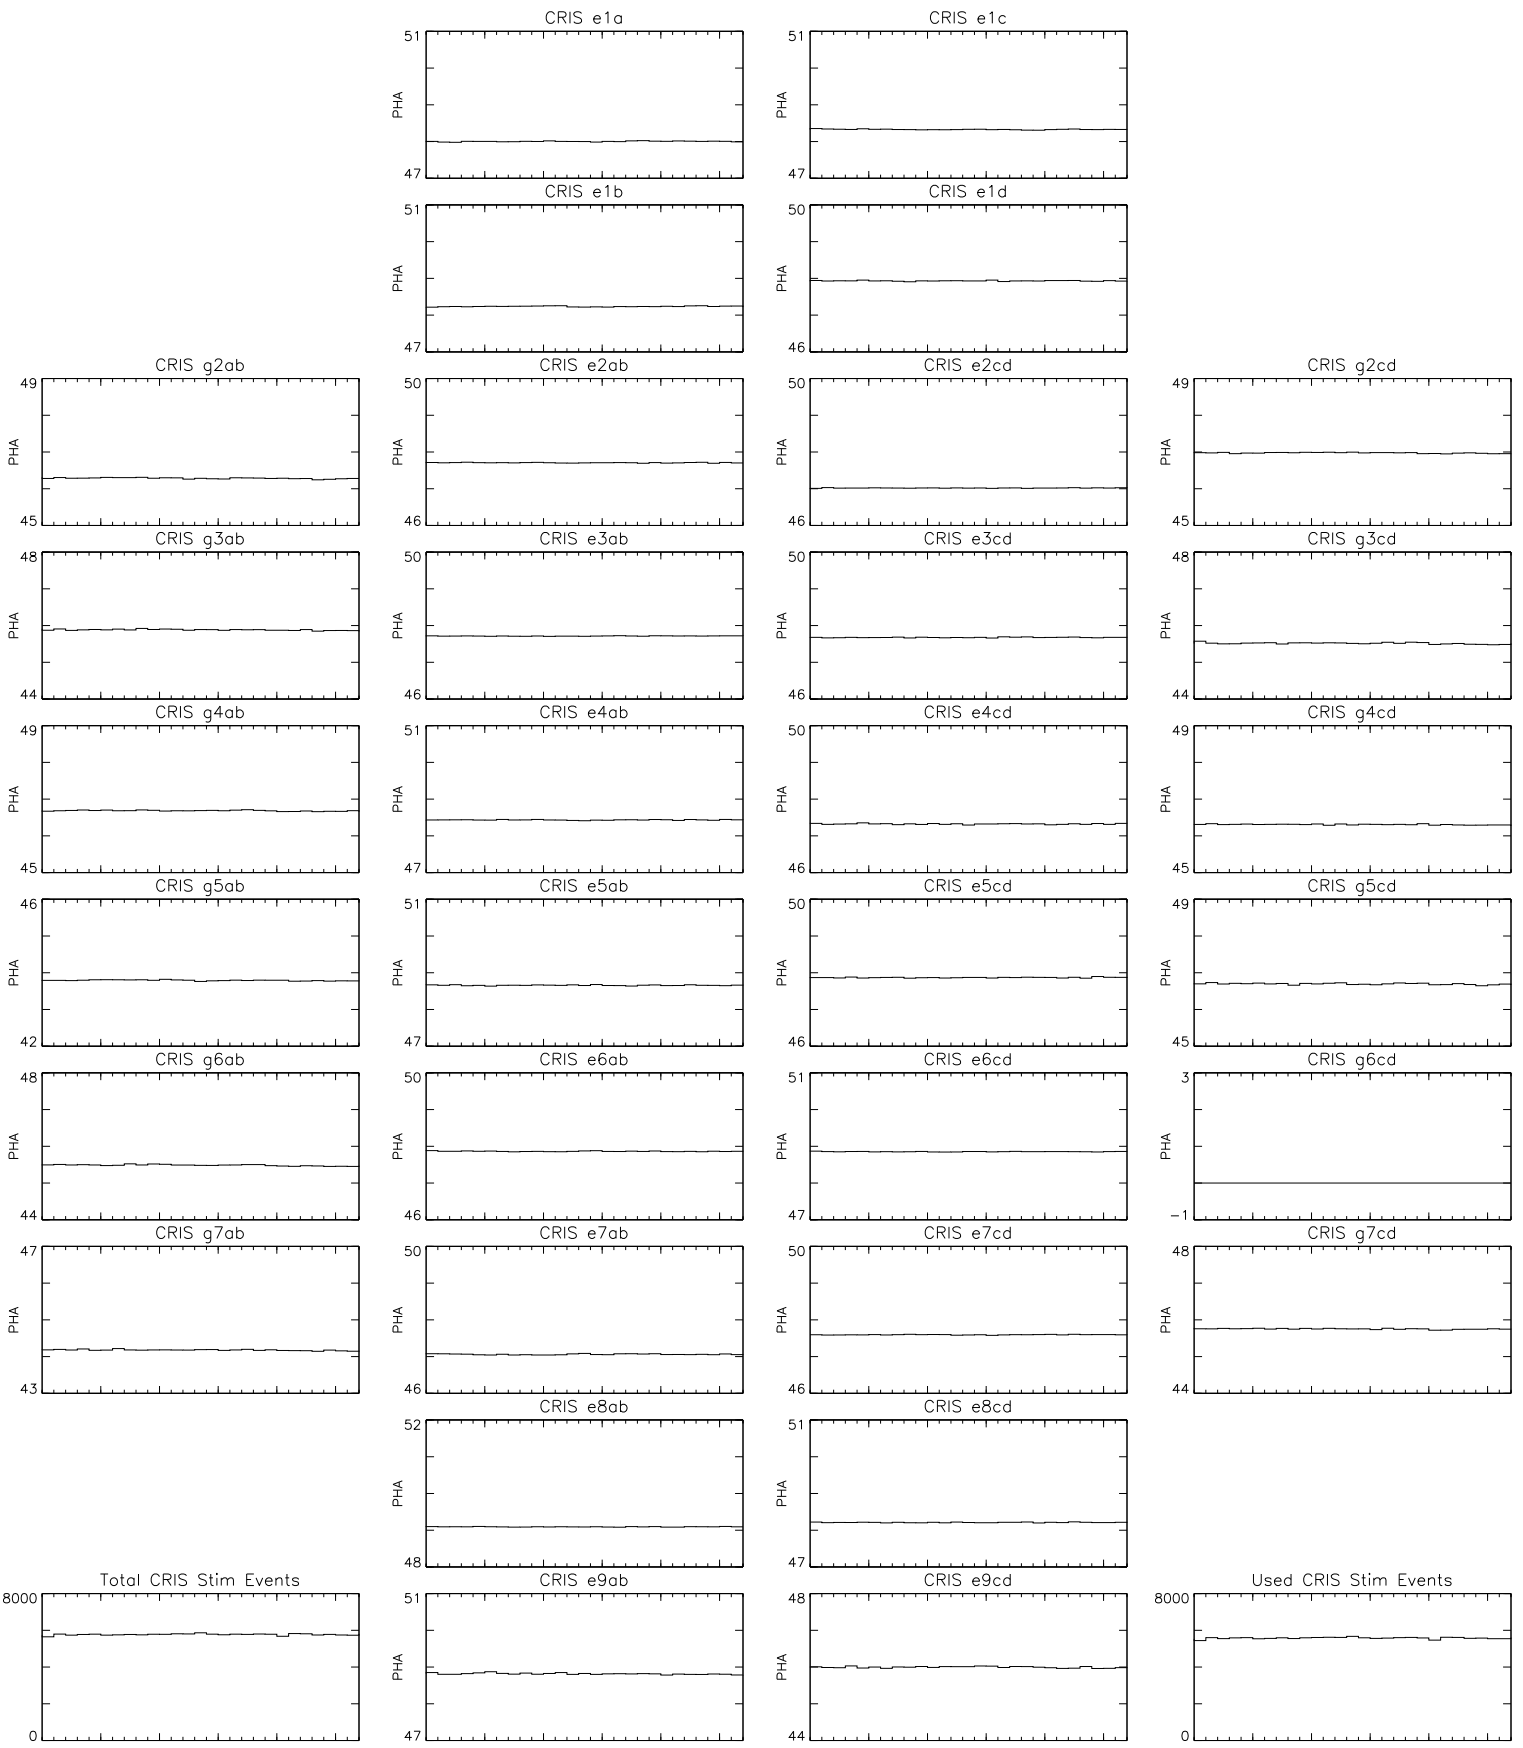 CRIS e1a
CRIS e1c
51
PHA
47
51
PHA
47
CRIS e1b
CRIS e1d
51
PHA
47
50
PHA
46
CRIS g2ab
CRIS e2ab
CRIS e2cd
CRIS g2cd
49
PHA
45
50
PHA
46
50
PHA
46
49
PHA
45
CRIS g3ab
CRIS e3ab
CRIS e3cd
CRIS g3cd
48
PHA
44
50
PHA
46
50
PHA
46
48
PHA
44
CRIS g4ab
CRIS e4ab
CRIS e4cd
CRIS g4cd
49
PHA
45
51
PHA
47
50
PHA
46
49
PHA
45
CRIS g5ab
CRIS e5ab
CRIS e5cd
CRIS g5cd
46
PHA
42
51
PHA
47
50
PHA
46
49
PHA
45
CRIS g6ab
CRIS e6ab
CRIS e6cd
CRIS g6cd
48
PHA
44
50
PHA
46
51
PHA
47
3
PHA
-1
CRIS g7ab
CRIS e7ab
CRIS e7cd
CRIS g7cd
47
PHA
43
50
PHA
46
50
PHA
46
48
PHA
44
CRIS e8ab
CRIS e8cd
52
PHA
48
51
PHA
47
Total CRIS Stim Events
CRIS e9ab
CRIS e9cd
Used CRIS Stim Events
8000
0
51
PHA
47
48
PHA
44
8000
0